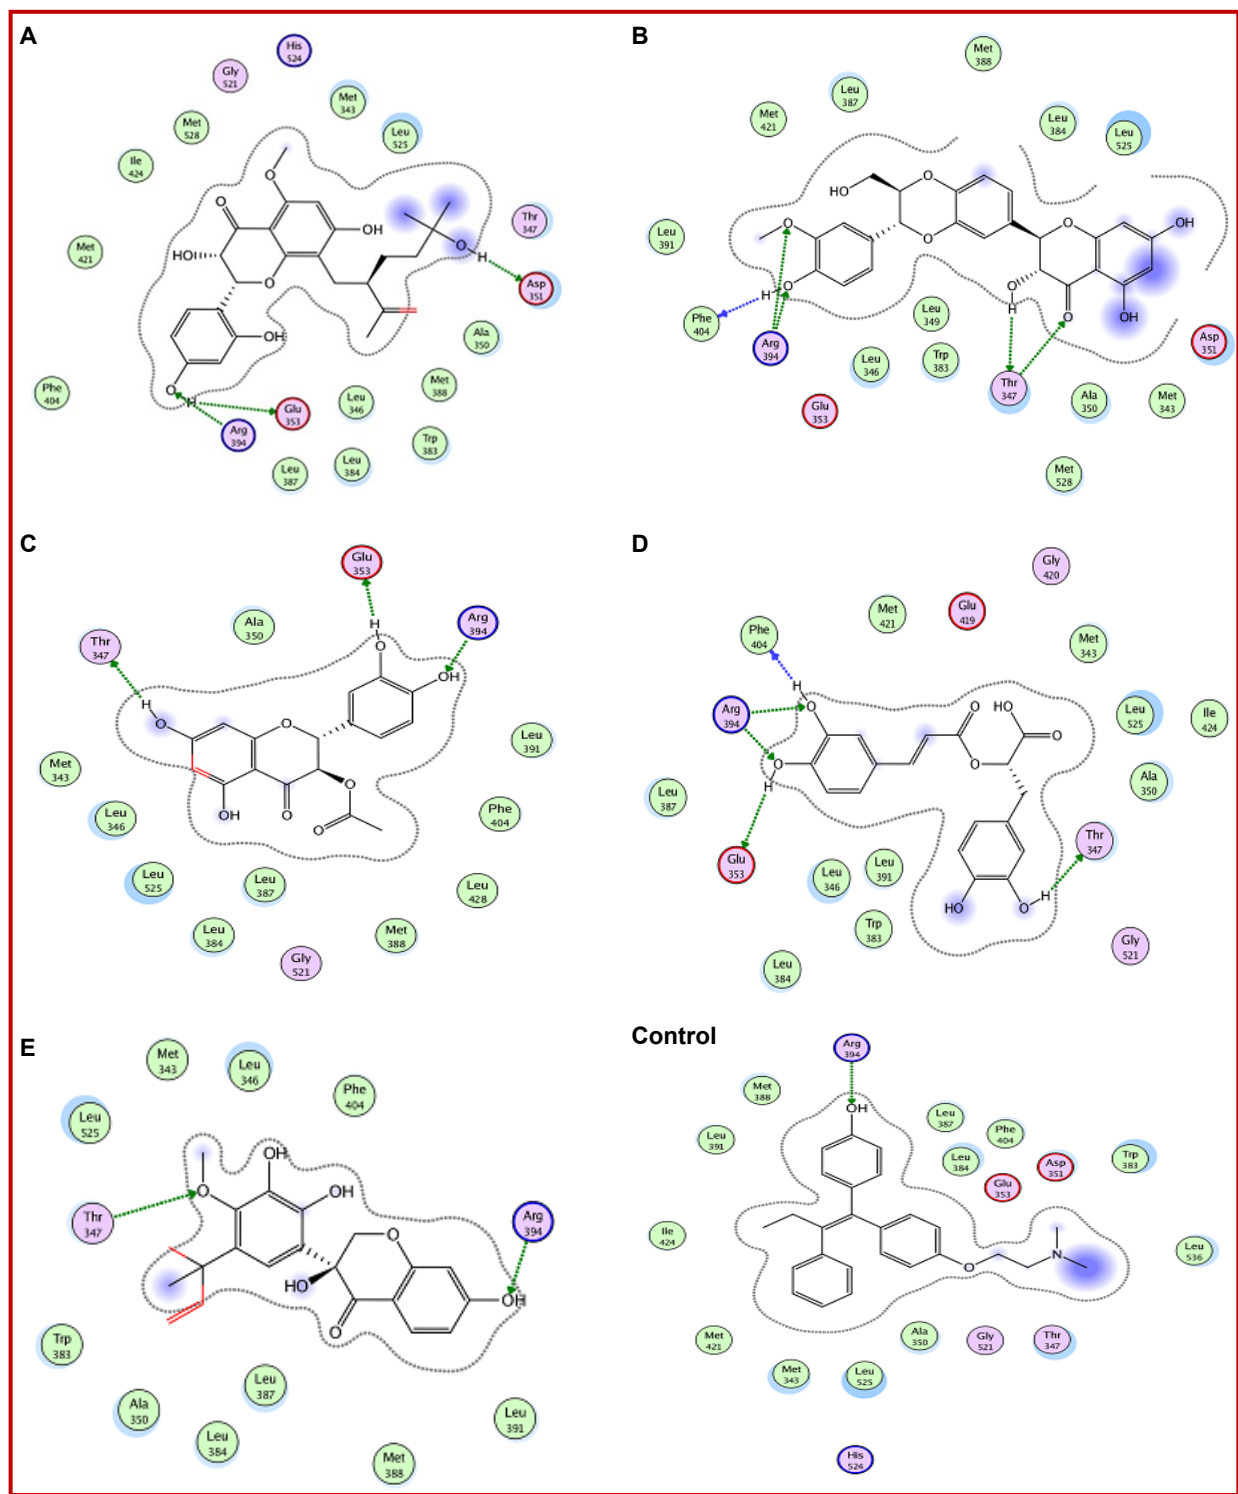 A
His
524
Gly
521
Met
343
Met
528
Leu
525
Ile
424
O
O
Thr
347
OH
Met
421
HO
O
O
H
Asp
351
OH
Ala
350
Met
388
Phe
404
O
H
Leu
346
Glu
353
Arg
394
Trp
383
Leu
387
Leu
384
B
Met
388
Leu
387
Met
421
Leu
384
Leu
525
HO
O
O
O
OH
Leu
391
O
H
O
O
H
O
OH
Phe
404
Arg
394
Leu
349
Leu
346
Trp
383
Asp
351
Thr
347
Ala
350
Met
343
Glu
353
Met
528
C
Glu
353
Ala
350
H
Arg
394
Thr
347
O
OH
H
O
O
Leu
391
Met
343
O
OH
O
O
Leu
346
Phe
404
Leu
525
Leu
387
Leu
428
Leu
384
Met
388
Gly
521
D
Gly
420
Met
421
Glu
419
Phe
404
Met
343
H
Arg
394
O
O
HO
O
Leu
525
Ile
424
O
O
H
Leu
387
Ala
350
Thr
347
Glu
353
Leu
346
Leu
391
HO
O
H
Trp
383
Gly
521
Leu
384
E
Met
343
Leu
346
Phe
404
Leu
525
OH
O
OH
Thr
347
O
Arg
394
HO
O
OH
Trp
383
Leu
387
Ala
350
Leu
384
Leu
391
Met
388
Control
Arg
394
Met
388
OH
Leu
387
Phe
404
Leu
391
Leu
384
Asp
351
Trp
383
Glu
353
Ile
424
O
N
Leu
536
Met
421
Ala
350
Gly
521
Thr
347
Met
343
Leu
525
His
524